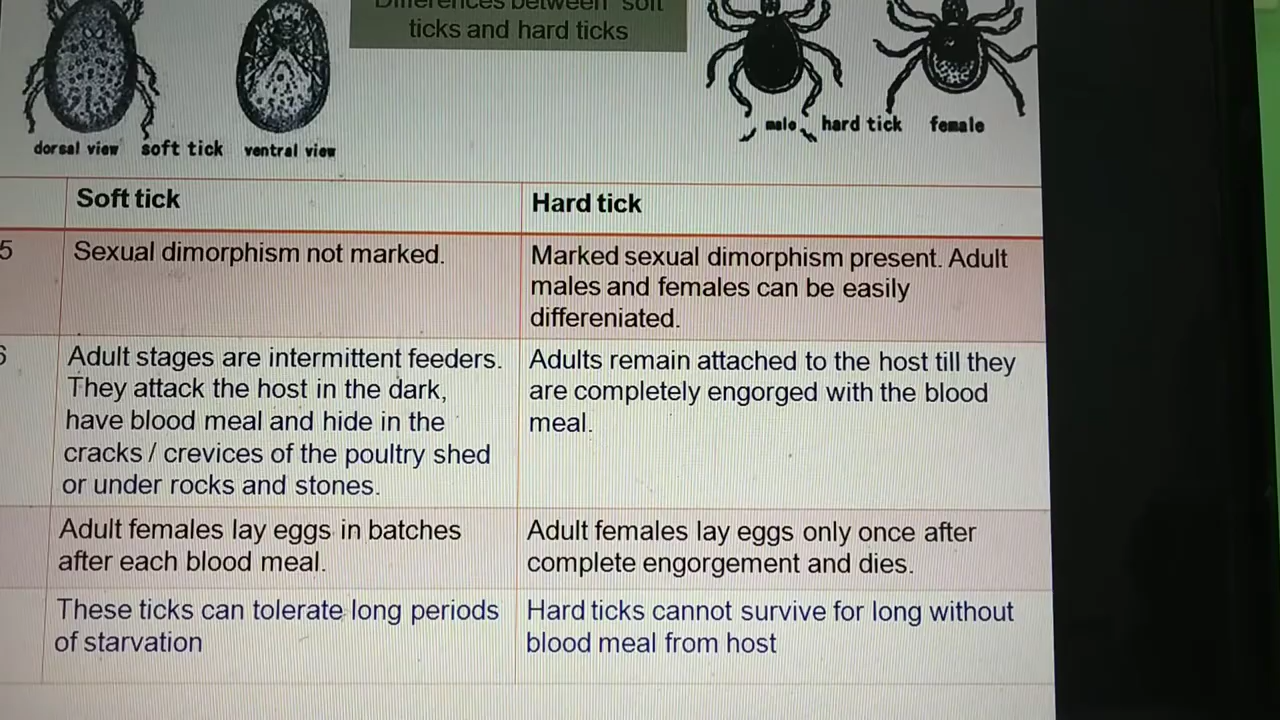 Differences between soft
ticks and hard ticks
dorsal view soft tick ventral view
male hard tick female
Soft tick
Hard tick
5
Sexual dimorphism not marked.
Marked sexual dimorphism present. Adult
males and females can be easily
differeniated.
6
Adult stages are intermittent feeders.
They attack the host in the dark,
have blood meal and hide in the
cracks / crevices of the poultry shed
or under rocks and stones.
Adults remain attached to the host till they
are completely engorged with the blood
meal.
Adult females lay eggs in batches
after each blood meal.
Adult females lay eggs only once after
complete engorgement and dies.
These ticks can tolerate long periods
of starvation
Hard ticks cannot survive for long without
blood meal from host